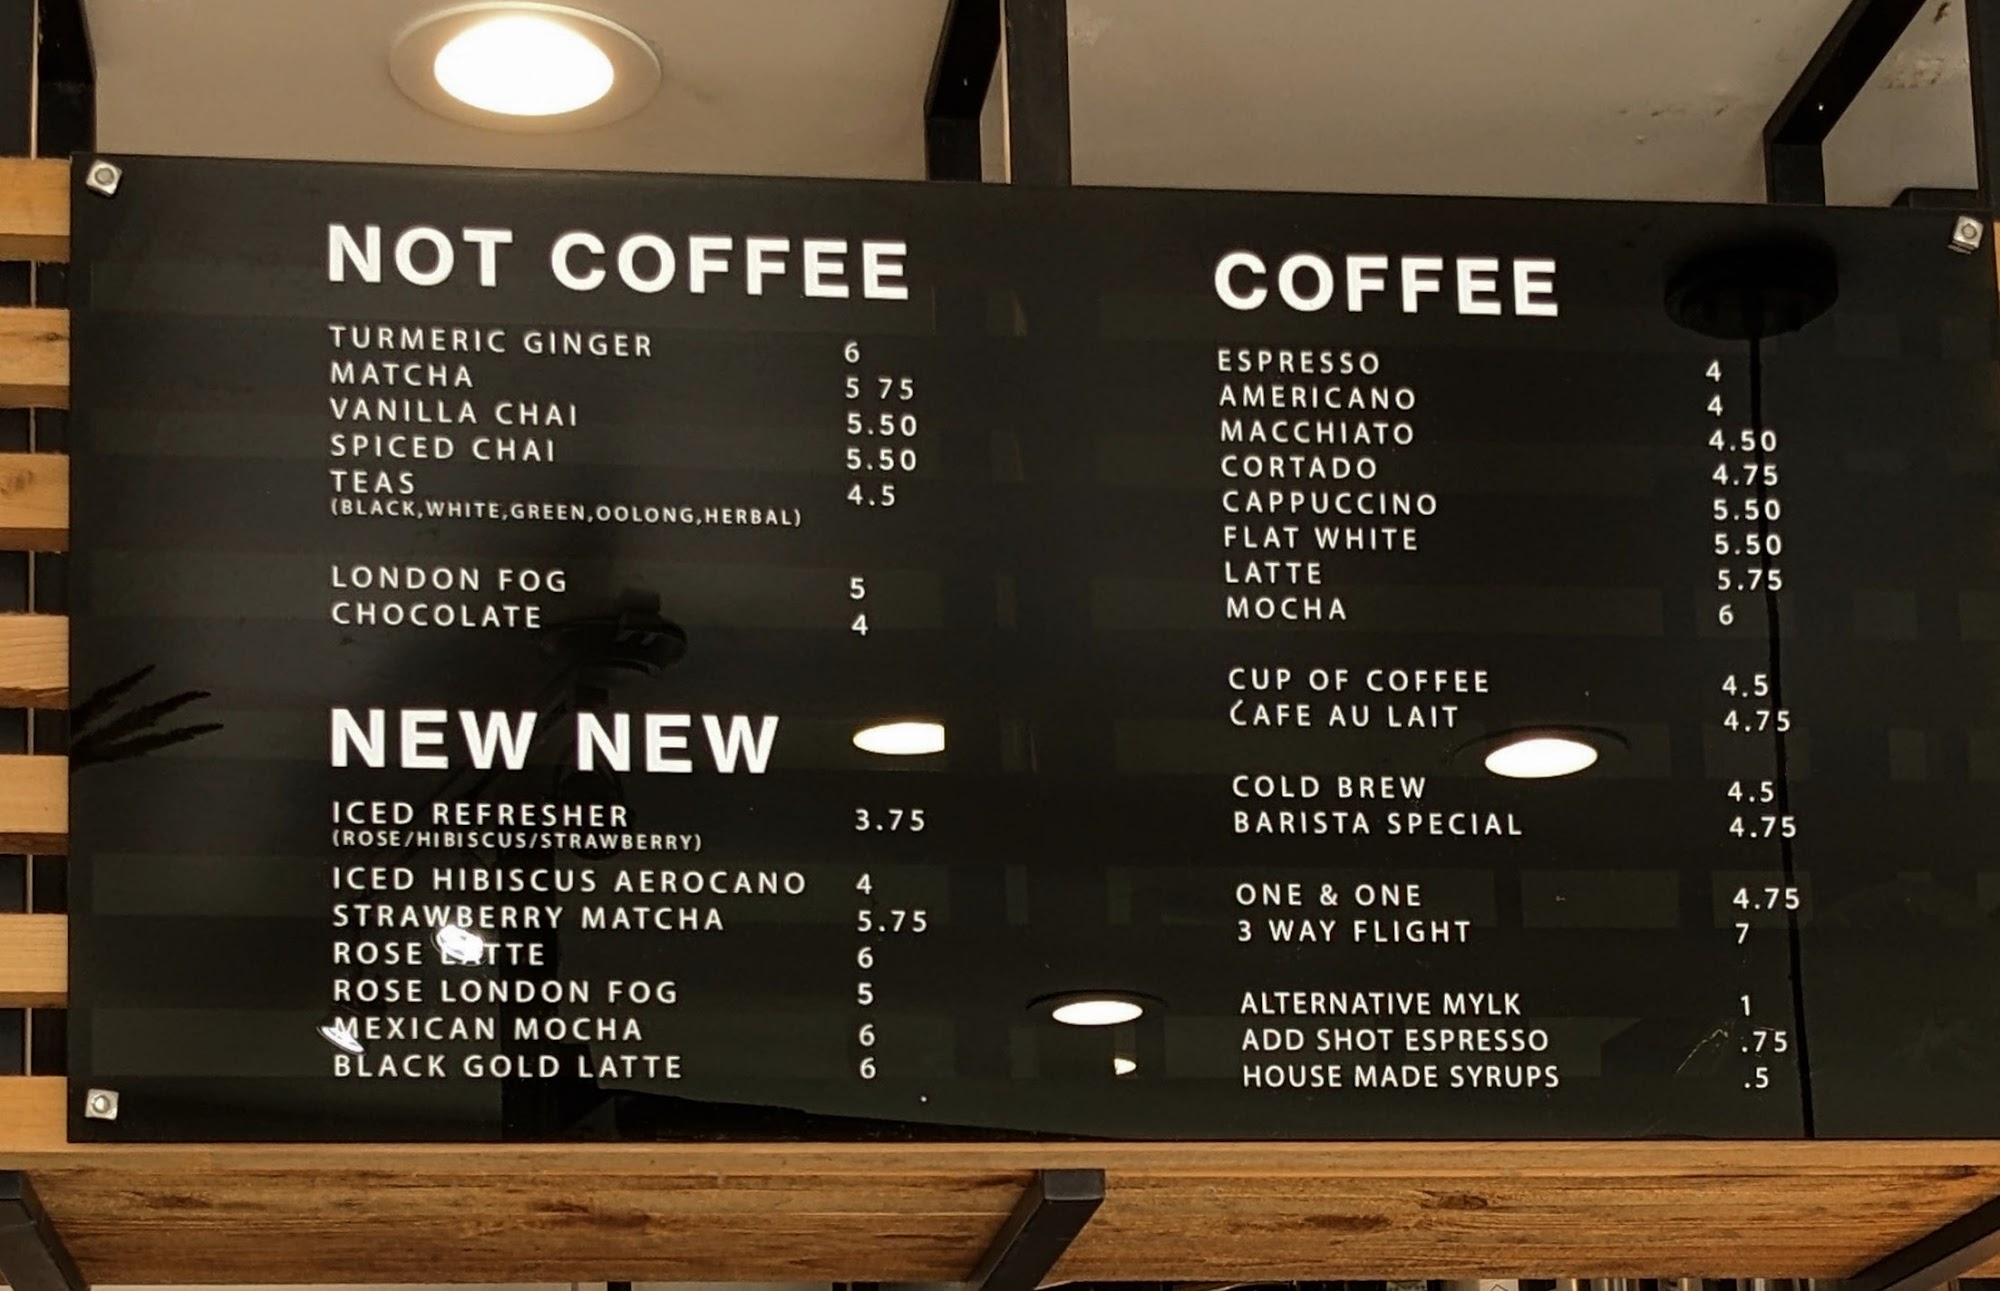 NOT COFFEE
TURMERIC GINGER 6
MATCHA 5 75
VANILLA CHAI 5.50
SPICED CHAI 5.50
TEAS 4.5
(BLACK,WHITE,GREEN,OOLONG,HERBAL)
LONDON FOG 5
CHOCOLATE 4
NEW NEW
ICED REFRESHER 3.75
(ROSE/HIBISCUS/STRAWBERRY)
ICED HIBISCUS AEROCANO 4
STRAWBERRY MATCHA 5.75
ROSE LATTE 6
ROSE LONDON FOG 5
MEXICAN MOCHA 6
BLACK GOLD LATTE 6
COFFEE
ESPRESSO 4
AMERICANO 4
MACCHIATO 4.50
CORTADO 4.75
CAPPUCCINO 5.50
FLAT WHITE 5.50
LATTE 5.75
MOCHA 6
CUP OF COFFEE 4.5
CAFE AU LAIT 4.75
COLD BREW 4.5
BARISTA SPECIAL 4.75
ONE & ONE 4.75
3 WAY FLIGHT 7
ALTERNATIVE MYLK 1
ADD SHOT ESPRESSO .75
HOUSE MADE SYRUPS .5